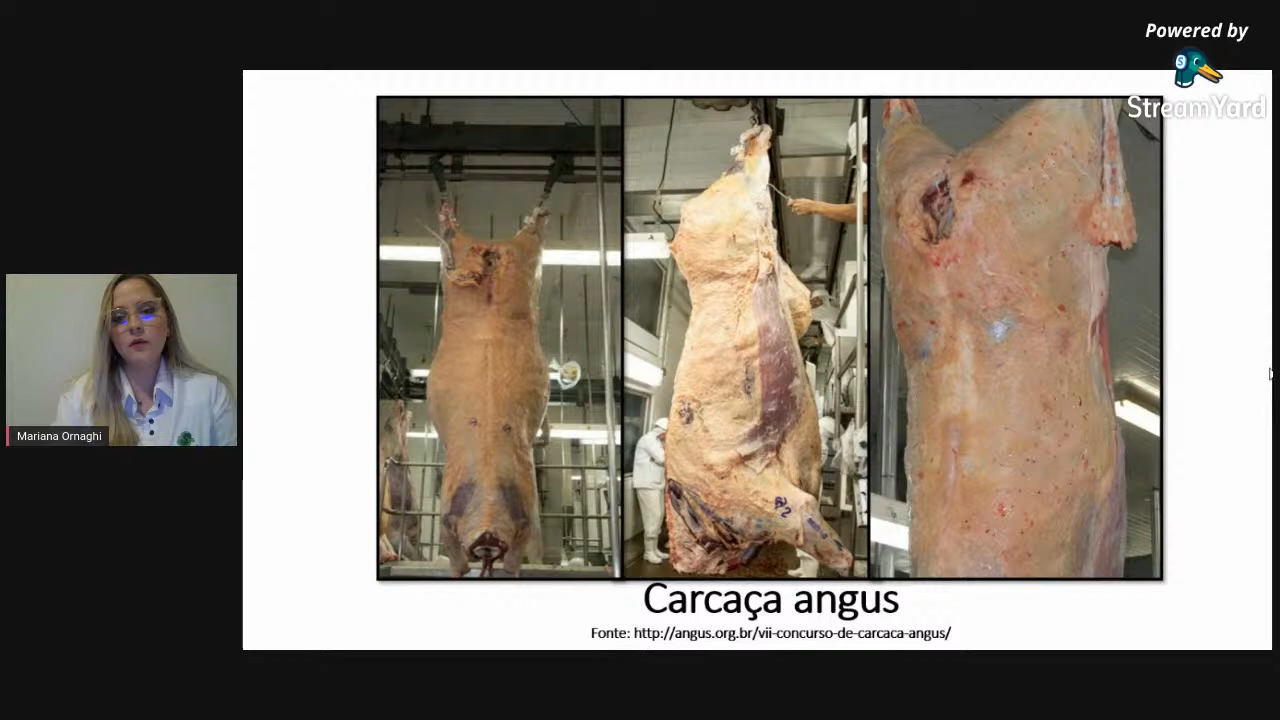 Powered by
StreamYard
Mariana Ornaghi
Carcaça angus
Fonte: http://angus.org.br/vii-concurso-de-carcaca-angus/